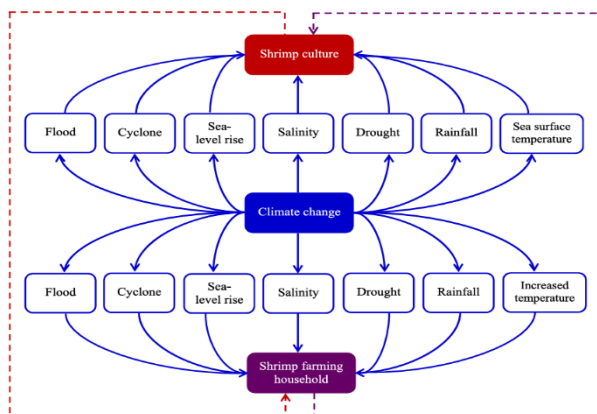 Shrimp culture
Flood
Cyclone
Sea-
level rise
Salinity
Drought
Rainfall
Sea surface
temperature
Climate change
Flood
Cyclone
Sea-
level rise
Salinity
Drought
Rainfall
Increased
temperature
Shrimp farming
household